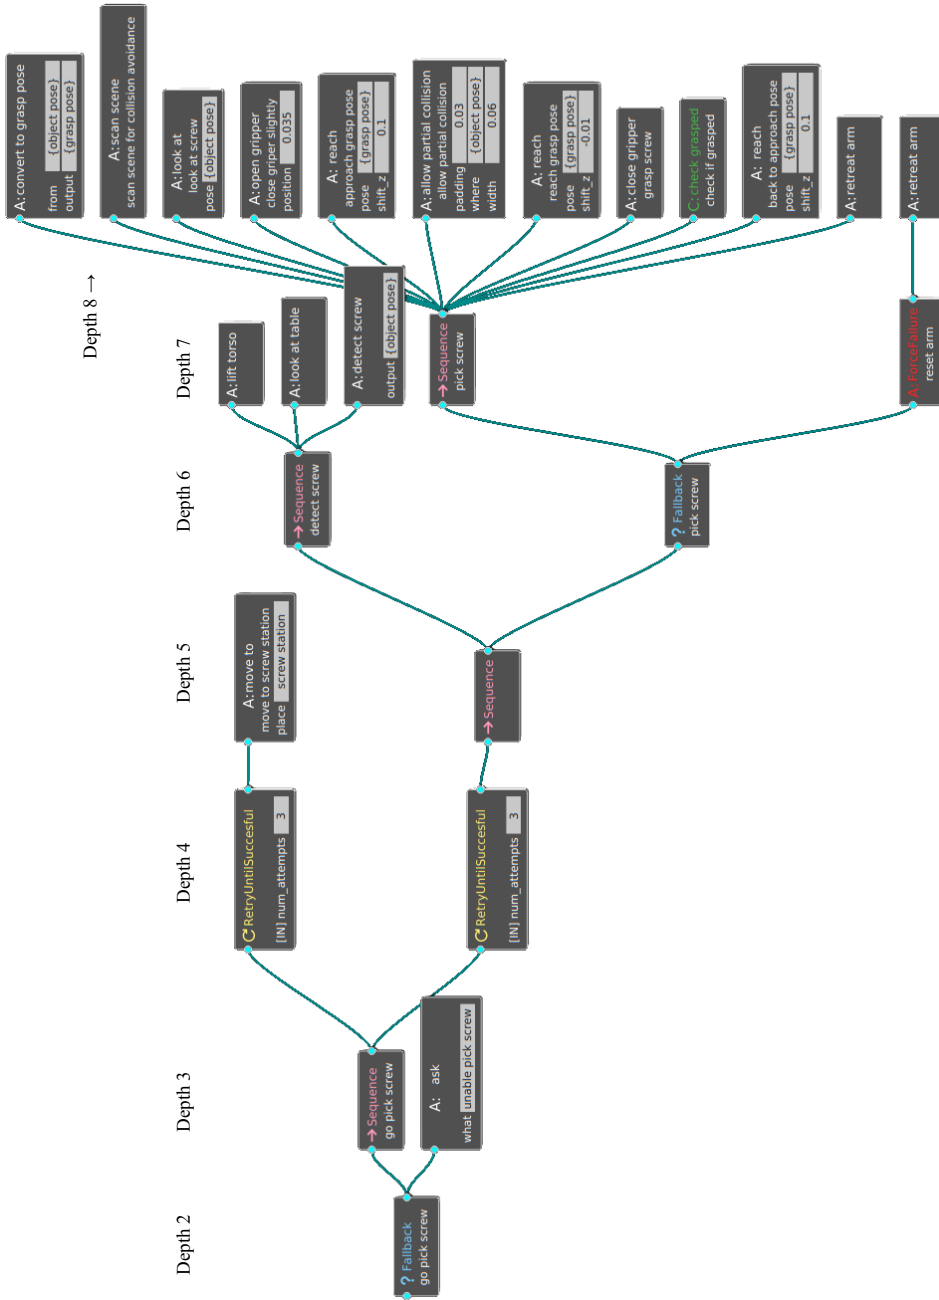 Depth 2
Depth 3
Depth 4
Depth 5
Depth 6
Depth 7
Depth 8 →
? Fallback
go pick screw
→ Sequence
go pick screw
A: ask
what unable pick screw
RetryUntilSuccesful
[IN] num_attempts 3
RetryUntilSuccesful
[IN] num_attempts 3
A:move to
move to screw station
place screw station
→ Sequence
→ Sequence
detect screw
? Fallback
pick screw
A:lift torso
A:look at table
A:detect screw
output {object pose}
→ Sequence
pick screw
A:ForceFailure
reset arm
A:convert to grasp pose
from {object pose}
output {grasp pose}
A:scan scene
scan scene for collision avoidance
A:look at
look at screw
pose {object pose}
A:open gripper
close griper slightly
position 0.035
A: reach
approach grasp pose
pose {grasp pose}
shift_z 0.1
A:allow partial collision
allow partial collision
padding 0.03
where {object pose}
width 0.06
A: reach
reach grasp pose
pose {grasp pose}
shift_z -0.01
A:close gripper
grasp screw
C: check grasped
check if grasped
A: reach
back to approach pose
pose {grasp pose}
shift_z 0.1
A:retreat arm
A:retreat arm